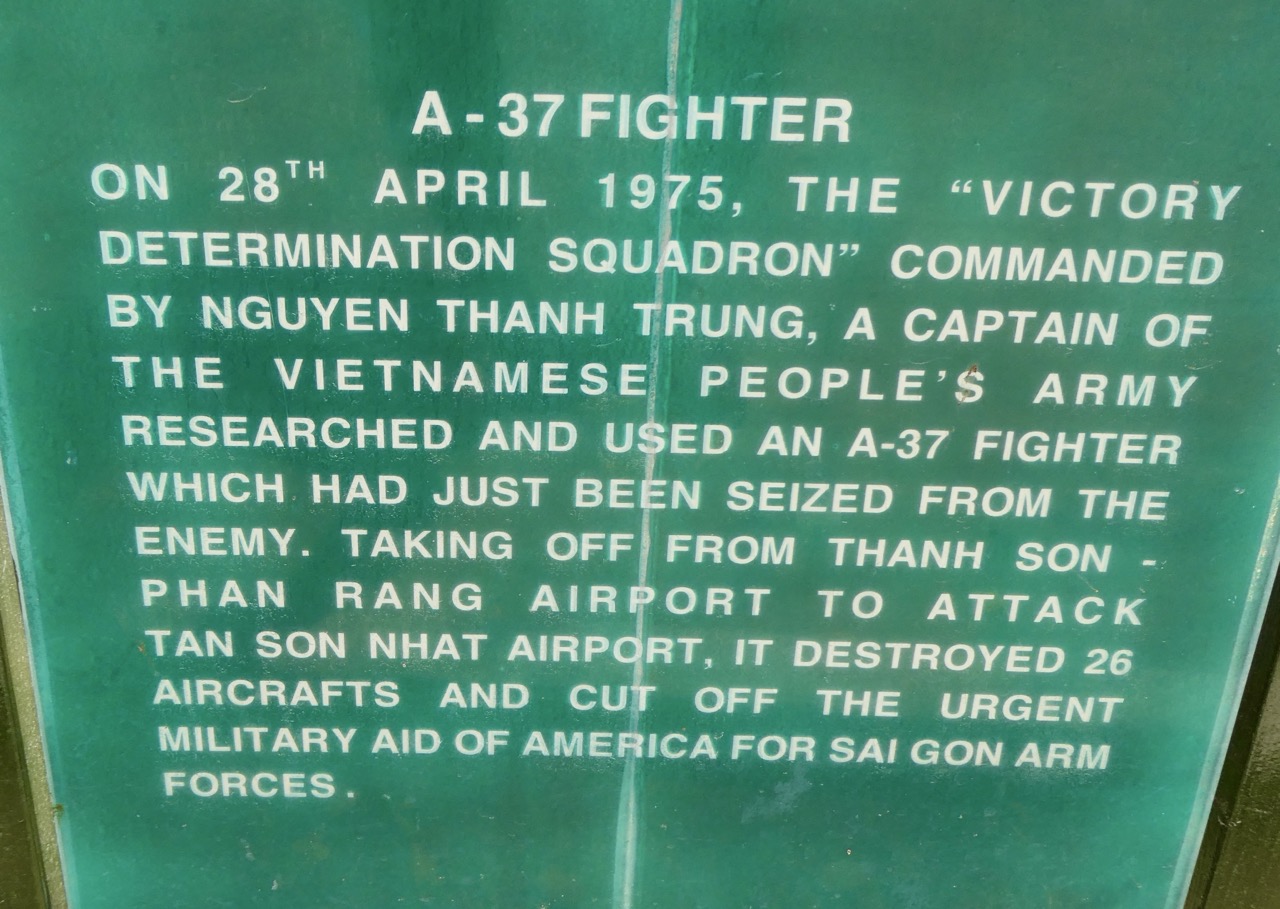 A - 37 FIGHTER
ON 28TH APRIL 1975, THE “VICTORY
DETERMINATION SQUADRON” COMMANDED
BY NGUYEN THANH TRUNG, A CAPTAIN OF
THE VIETNAMESE PEOPLE’S ARMY
RESEARCHED AND USED AN A-37 FIGHTER
WHICH HAD JUST BEEN SEIZED FROM THE
ENEMY. TAKING OFF FROM THANH SON -
PHAN RANG AIRPORT TO ATTACK
TAN SON NHAT AIRPORT, IT DESTROYED 26
AIRCRAFTS AND CUT OFF THE URGENT
MILITARY AID OF AMERICA FOR SAI GON ARM
FORCES.